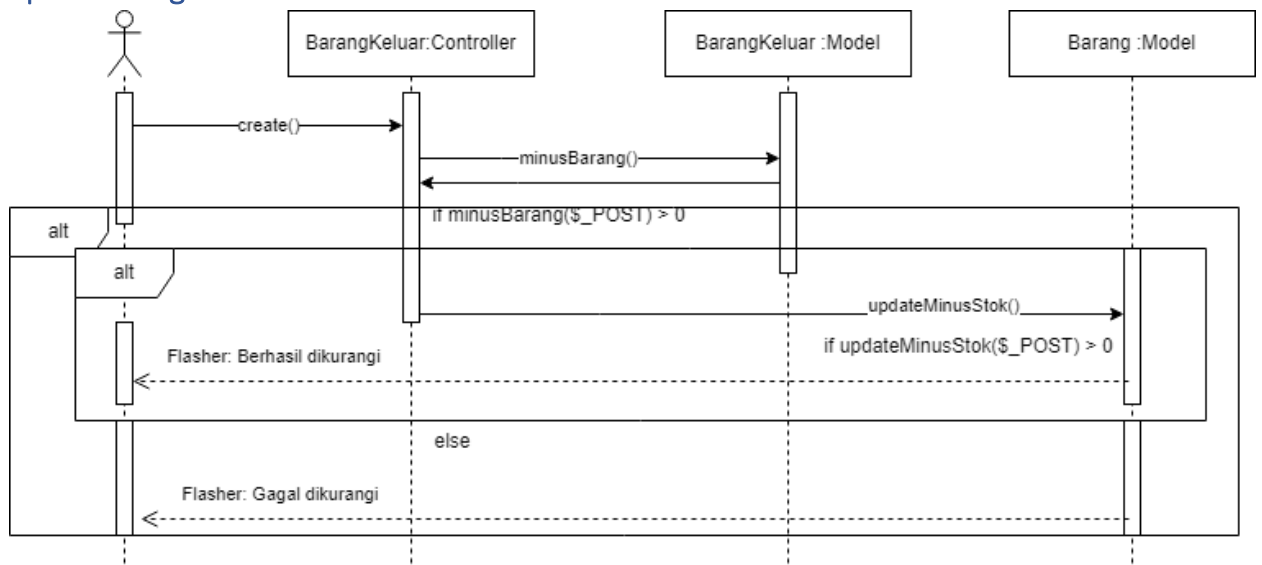 BarangKeluar:Controller
BarangKeluar :Model
Barang :Model
create()
minusBarang()
if minusBarang($_POST) > 0
alt
alt
updateMinusStok()
if updateMinusStok($_POST) > 0
Flasher: Berhasil dikurangi
else
Flasher: Gagal dikurangi